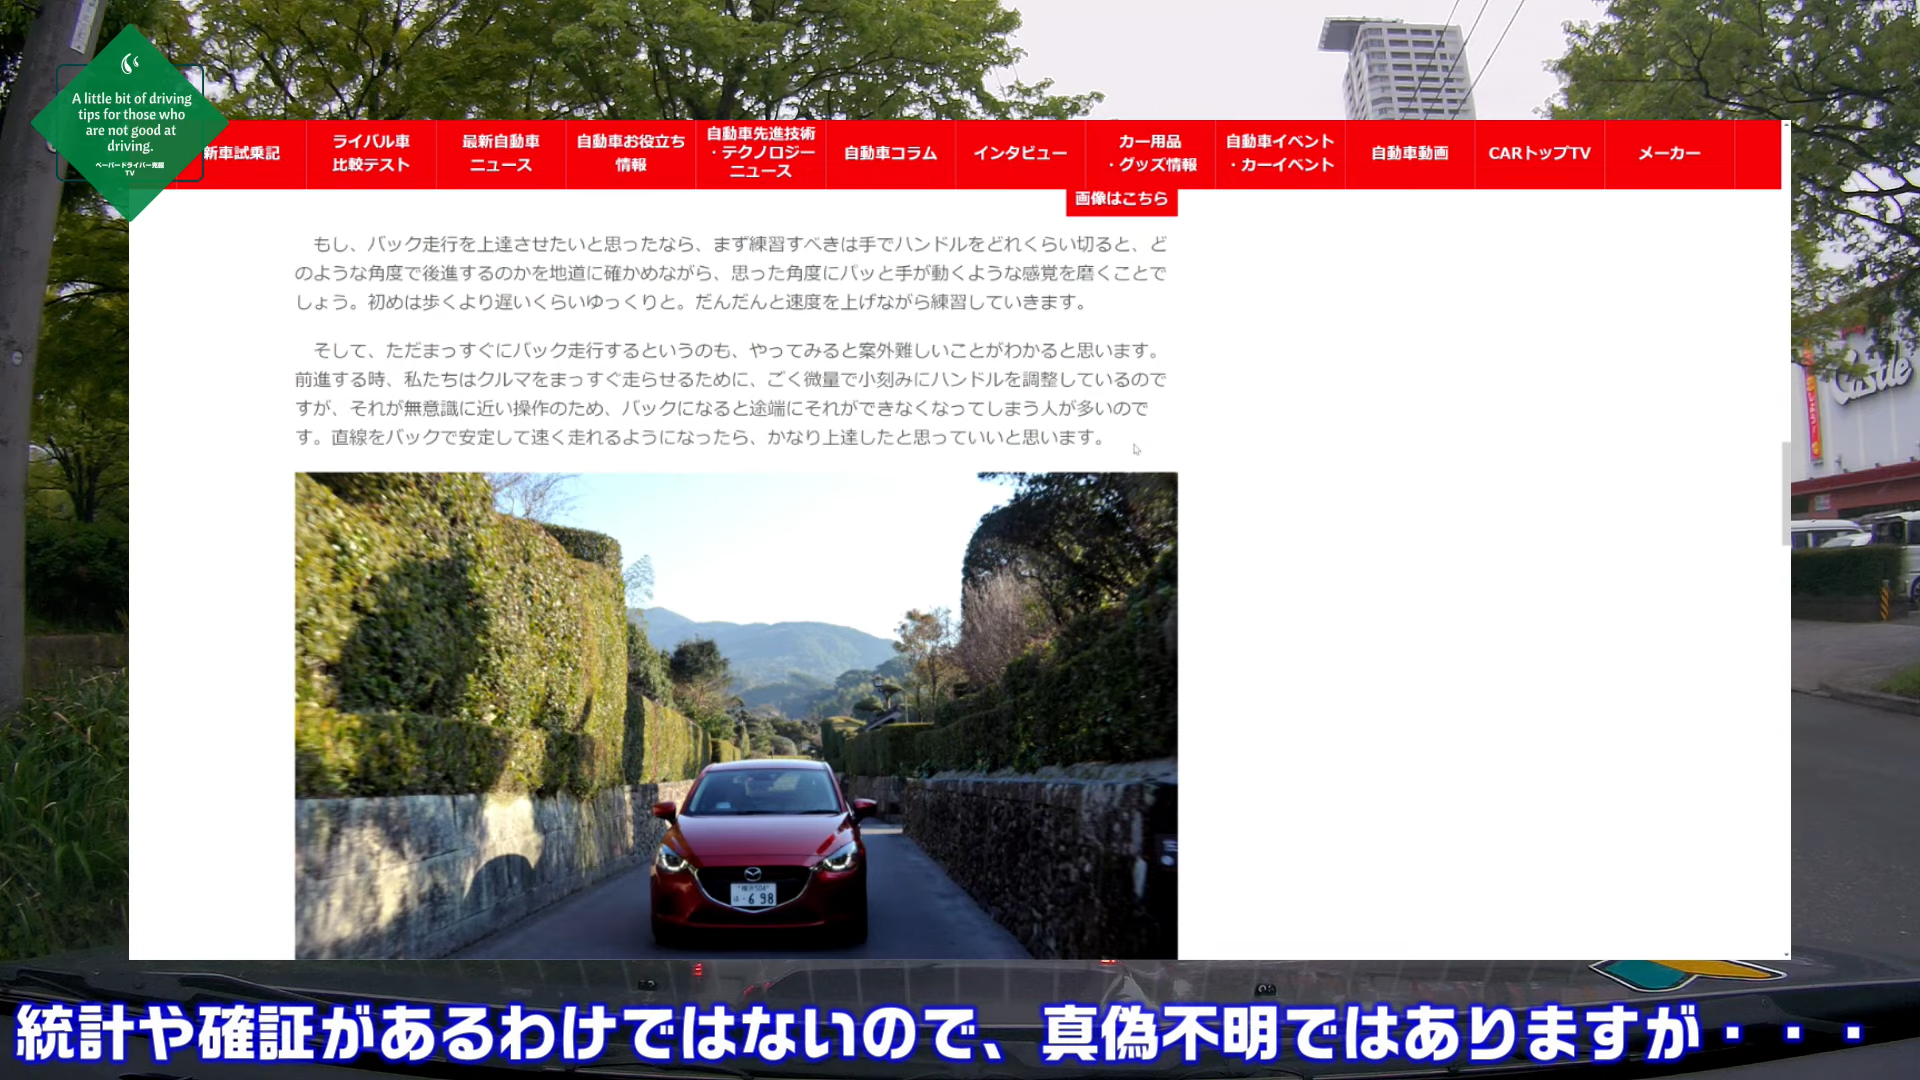 “
A little bit of driving
tips for those who
are not good at
driving.
ペーパードライバー克服
TV
新車試乗記
ライバル車
比較テスト
最新自動車
ニュース
自動車お役立ち
情報
自動車先進技術
・テクノロジー
ニュース
自動車コラム
インタビュー
カー用品
・グッズ情報
自動車イベント
・カーイベント
自動車動画
CARトップTV
メーカー
画像はこちら
もし、バック走行を上達させたいと思ったなら、まず練習すべきは手でハンドルをどれくらい切ると、ど
のような角度で後進するのかを地道に確かめながら、思った角度にパッと手が動くような感覚を磨くことで
しょう。初めは歩くより遅いくらいゆっくりと。だんだんと速度を上げながら練習していきます。
そして、ただまっすぐにバック走行するというのも、やってみると案外難しいことがわかると思います。
前進する時、私たちはクルマをまっすぐ走らせるために、ごく微量で小刻みにハンドルを調整しているので
すが、それが無意識に近い操作のため、バックになると途端にそれができなくなってしまう人が多いので
す。直線をバックで安定して速く走れるようになったら、かなり上達したと思っていいと思います。
Castle
・6 98
統計や確証があるわけではないので、真偽不明ではありますが・・・